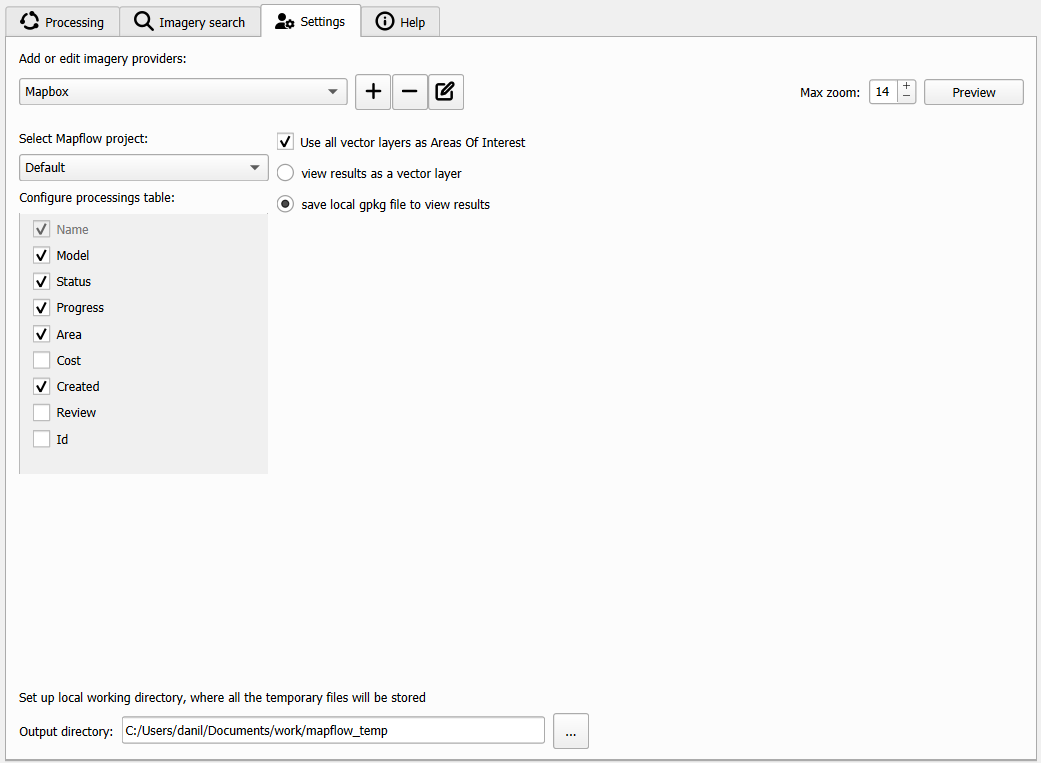 Processing
Imagery search
Settings
Help
Add or edit imagery providers:
Mapbox
Max zoom: 14
Preview
Select Mapflow project:
Default
Use all vector layers as Areas Of Interest
view results as a vector layer
save local gpkg file to view results
Configure processings table:
Name
Model
Status
Progress
Area
Cost
Created
Review
Id
Set up local working directory, where all the temporary files will be stored
Output directory: C:/Users/danil/Documents/work/mapflow_temp ...